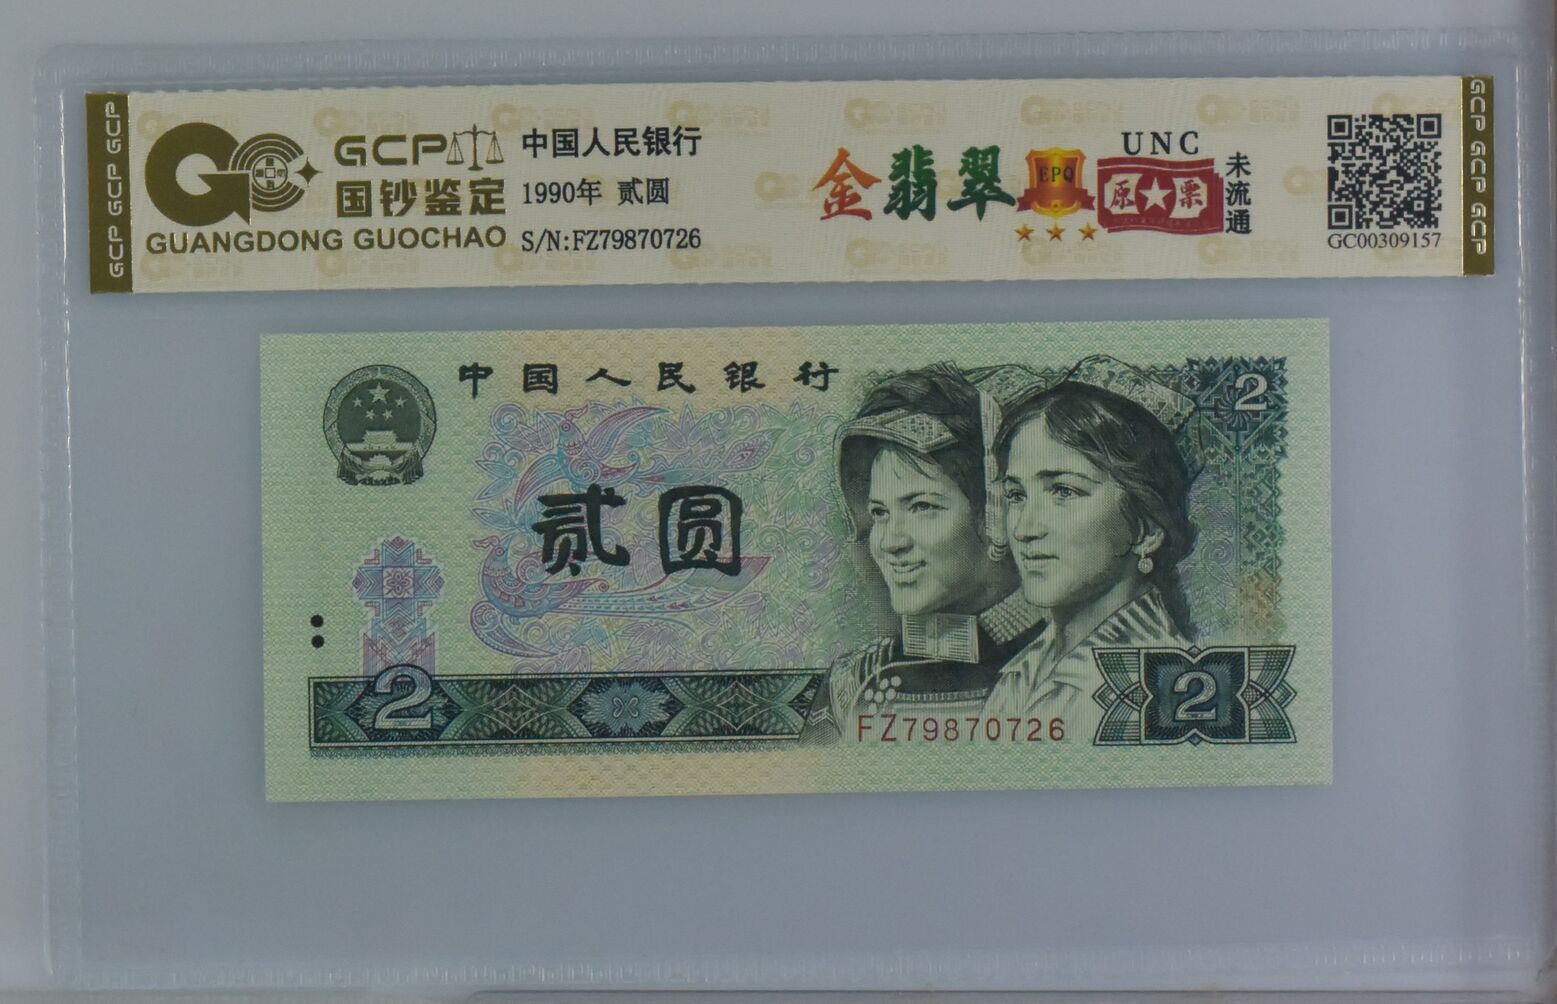 GCP GCP GCP
GCP
国钞鉴定
GUANGDONG GUOCHAO
中国人民银行
1990年 贰圆
S/N:FZ79870726
金翡翠
EPQ
UNC
原票
未流通
GC00309157
GCP GCP GCP
中国人民银行
2
贰圆
2
FZ79870726
2